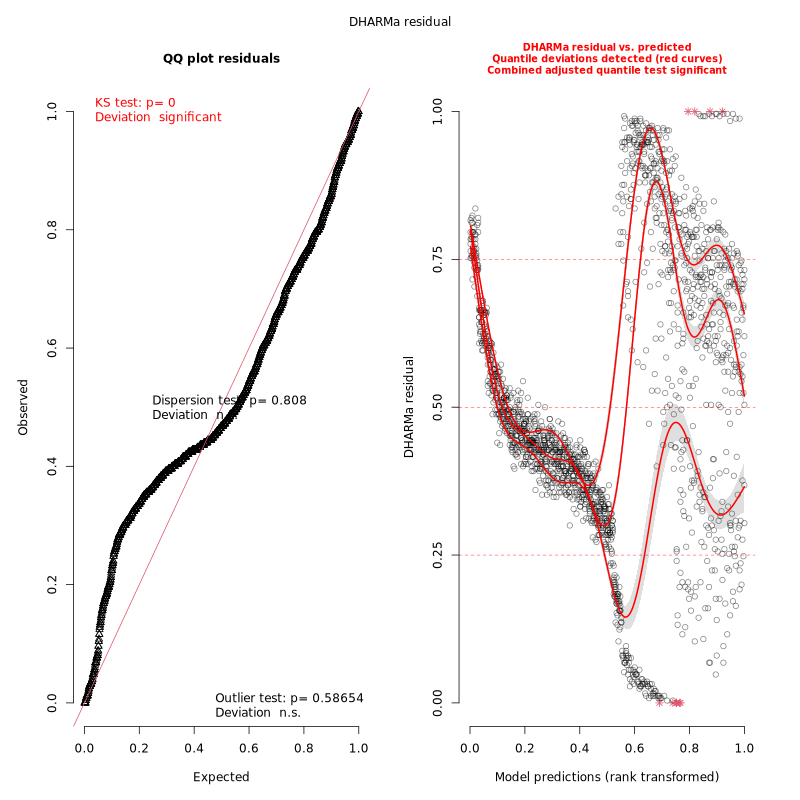 DHARMa residual
QQ plot residuals
KS test: p= 0
Deviation significant
Dispersion test: p= 0.808
Deviation n
Outlier test: p= 0.58654
Deviation n.s.
Observed
0.0
0.2
0.4
0.6
0.8
1.0
0.0
0.2
0.4
0.6
0.8
1.0
Expected
DHARMa residual vs. predicted
Quantile deviations detected (red curves)
Combined adjusted quantile test significant
DHARMa residual
0.00
0.25
0.50
0.75
1.00
0.0
0.2
0.4
0.6
0.8
1.0
Model predictions (rank transformed)